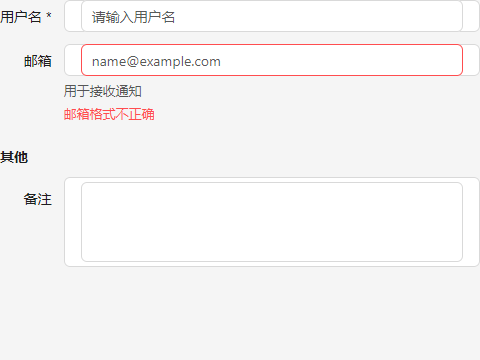 用户名 *
请输入用户名
邮箱
name@example.com
用于接收通知
邮箱格式不正确
其他
备注